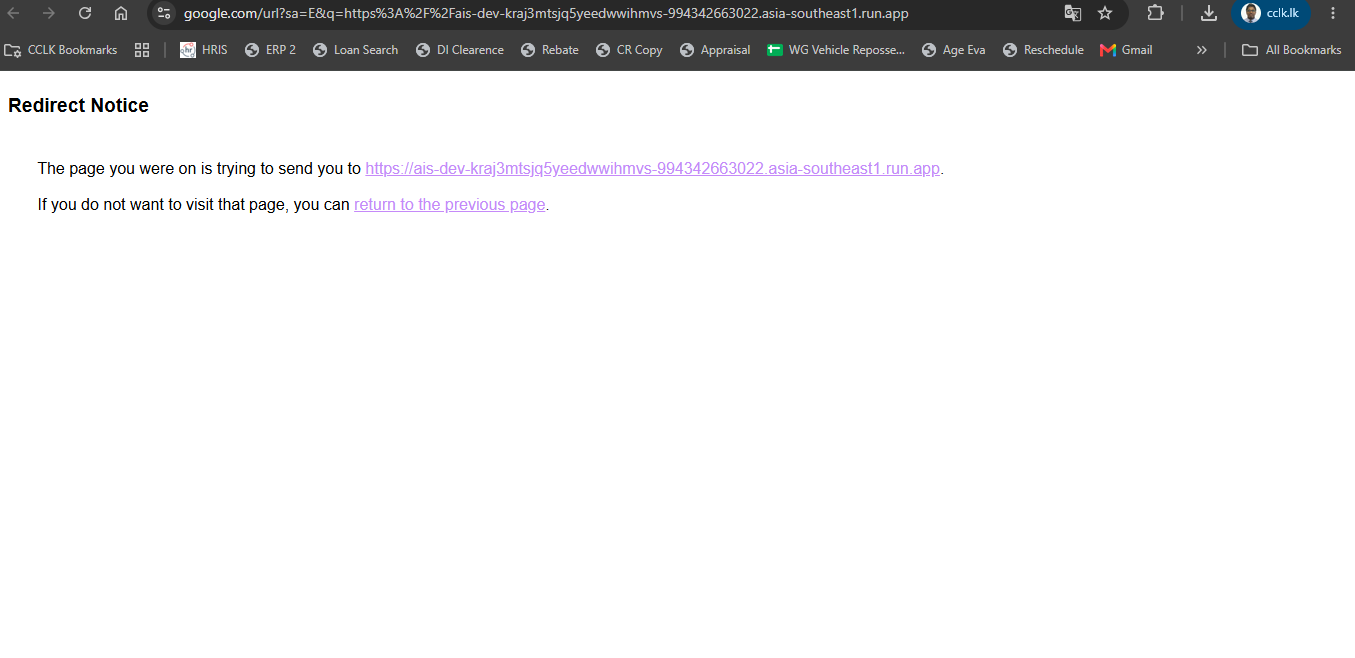 google.com/url?sa=E&q=https%3A%2F%2Fais-dev-kraj3mtsjq5yeedwwihmvs-994342663022.asia-southeast1.run.app cclk.lk
CCLK Bookmarks HRIS ERP 2 Loan Search DI Clearence Rebate CR Copy Appraisal WG Vehicle Reposse... Age Eva Reschedule Gmail » All Bookmarks
Redirect Notice
The page you were on is trying to send you to https://ais-dev-kraj3mtsjq5yeedwwihmvs-994342663022.asia-southeast1.run.app.
If you do not want to visit that page, you can return to the previous page.